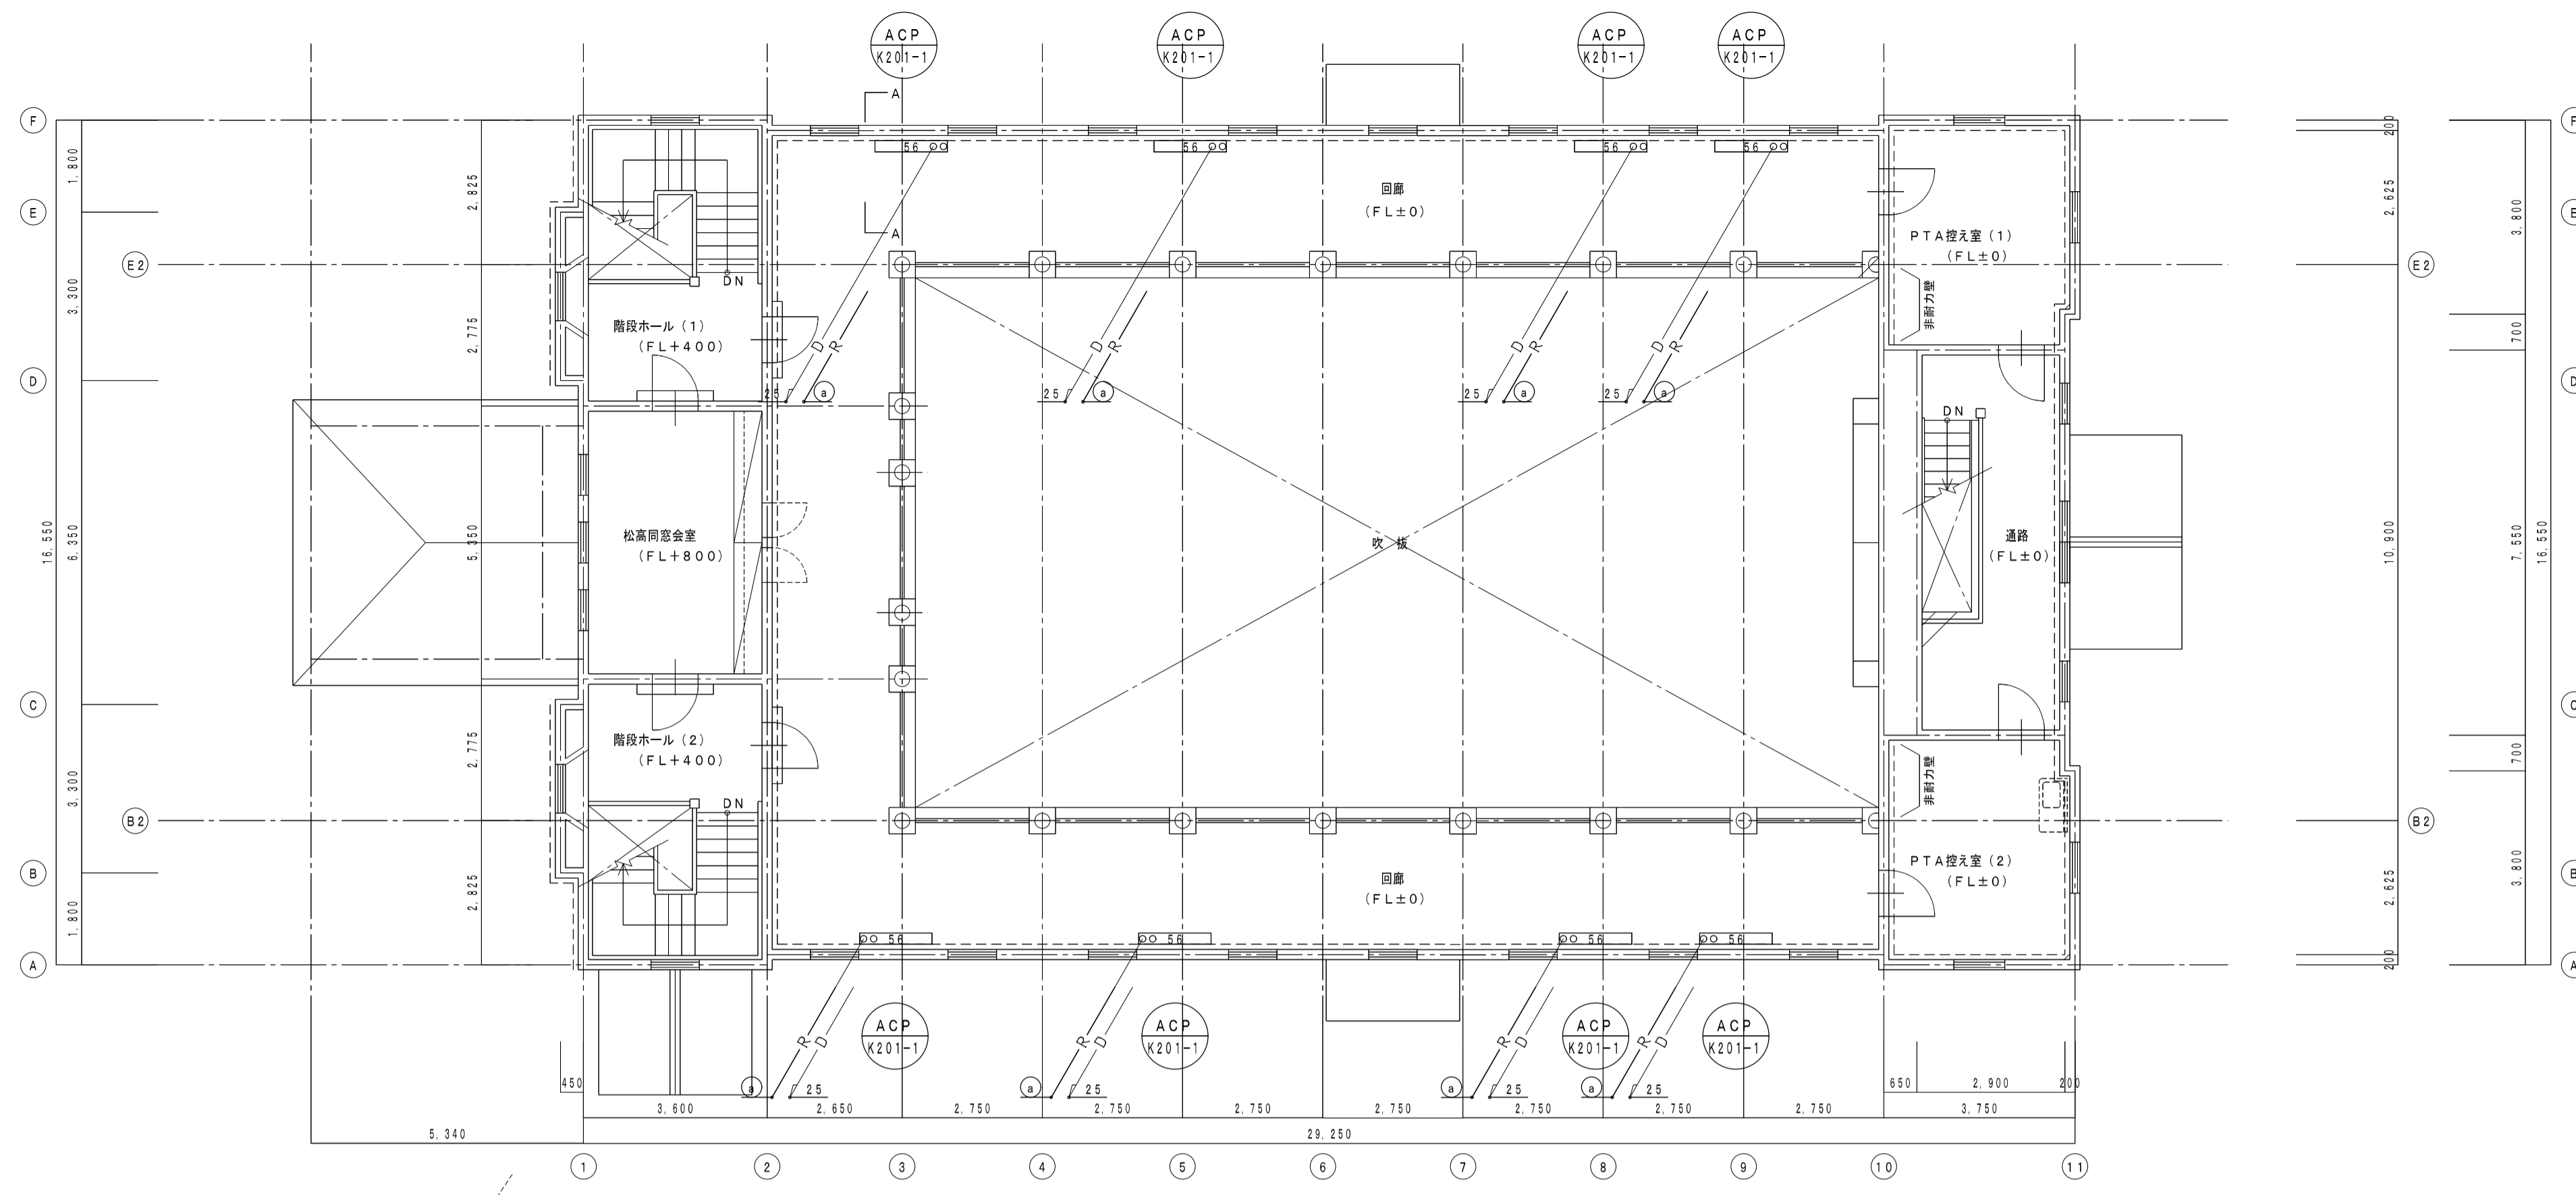 ACP ACP ACP ACP
K201-1 K201-1 K201-1 K201-1
A
F 200 F
56 56 56 56
1,800 2,825 回廊 2,625 3,800
(FL±0)
E E
A
PTA控え室(1)
(FL±0)
E2 E2
DN
3,300 非耐力壁
階段ホール(1) 2,775 700
(FL+400)
D R D R D R D R
D D
25 a 25 a 25 a 25 a
DN
16,550 6,350 5,350 松高同窓会室 吹 抜 通路 10,900 7,550 16,550
(FL+800) (FL±0)
C C
階段ホール(2) 2,775 700
(FL+400)
3,300 非耐力壁
DN
B2 B2
PTA控え室(2)
(FL±0)
B B
1,800 2,825 回廊 2,625 3,800
(FL±0)
56 56 56 56
A 200 A
ACP ACP ACP ACP
K201-1 K201-1 K201-1 K201-1
R D R D R D R D
450 a 25 a 25 a 25 a 25 650 2,900 200
3,600 2,650 2,750 2,750 2,750 2,750 2,750 2,750 2,750 3,750
5,340 29,250
1 2 3 4 5 6 7 8 9 10 11